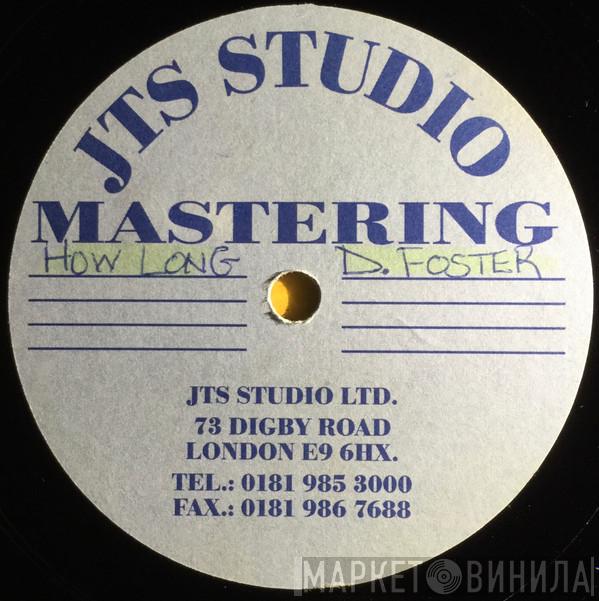 JTS STUDIO
MASTERING
HOW LONG D. FOSTER
JTS STUDIO LTD.
73 DIGBY ROAD
LONDON E9 6HX.
TEL.: 0181 985 3000
FAX.: 0181 986 7688
МАРКЕТ ВИНИЛА